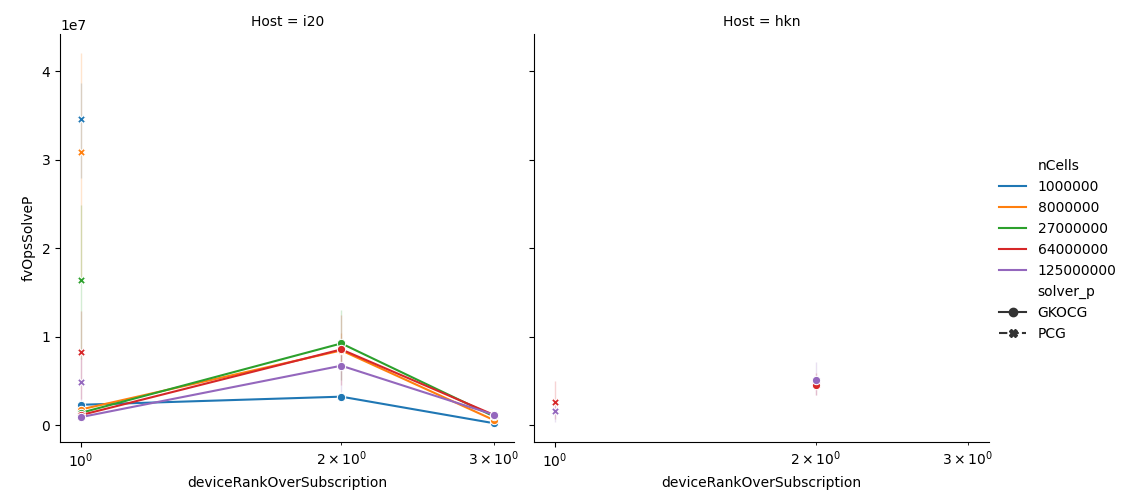 Host = i20
Host = hkn
1e7
4
3
2
1
0
fvOpsSolveP
10⁰
2 × 10⁰
3 × 10⁰
deviceRankOverSubscription
10⁰
2 × 10⁰
3 × 10⁰
deviceRankOverSubscription
nCells
1000000
8000000
27000000
64000000
125000000
solver_p
GKOCG
PCG